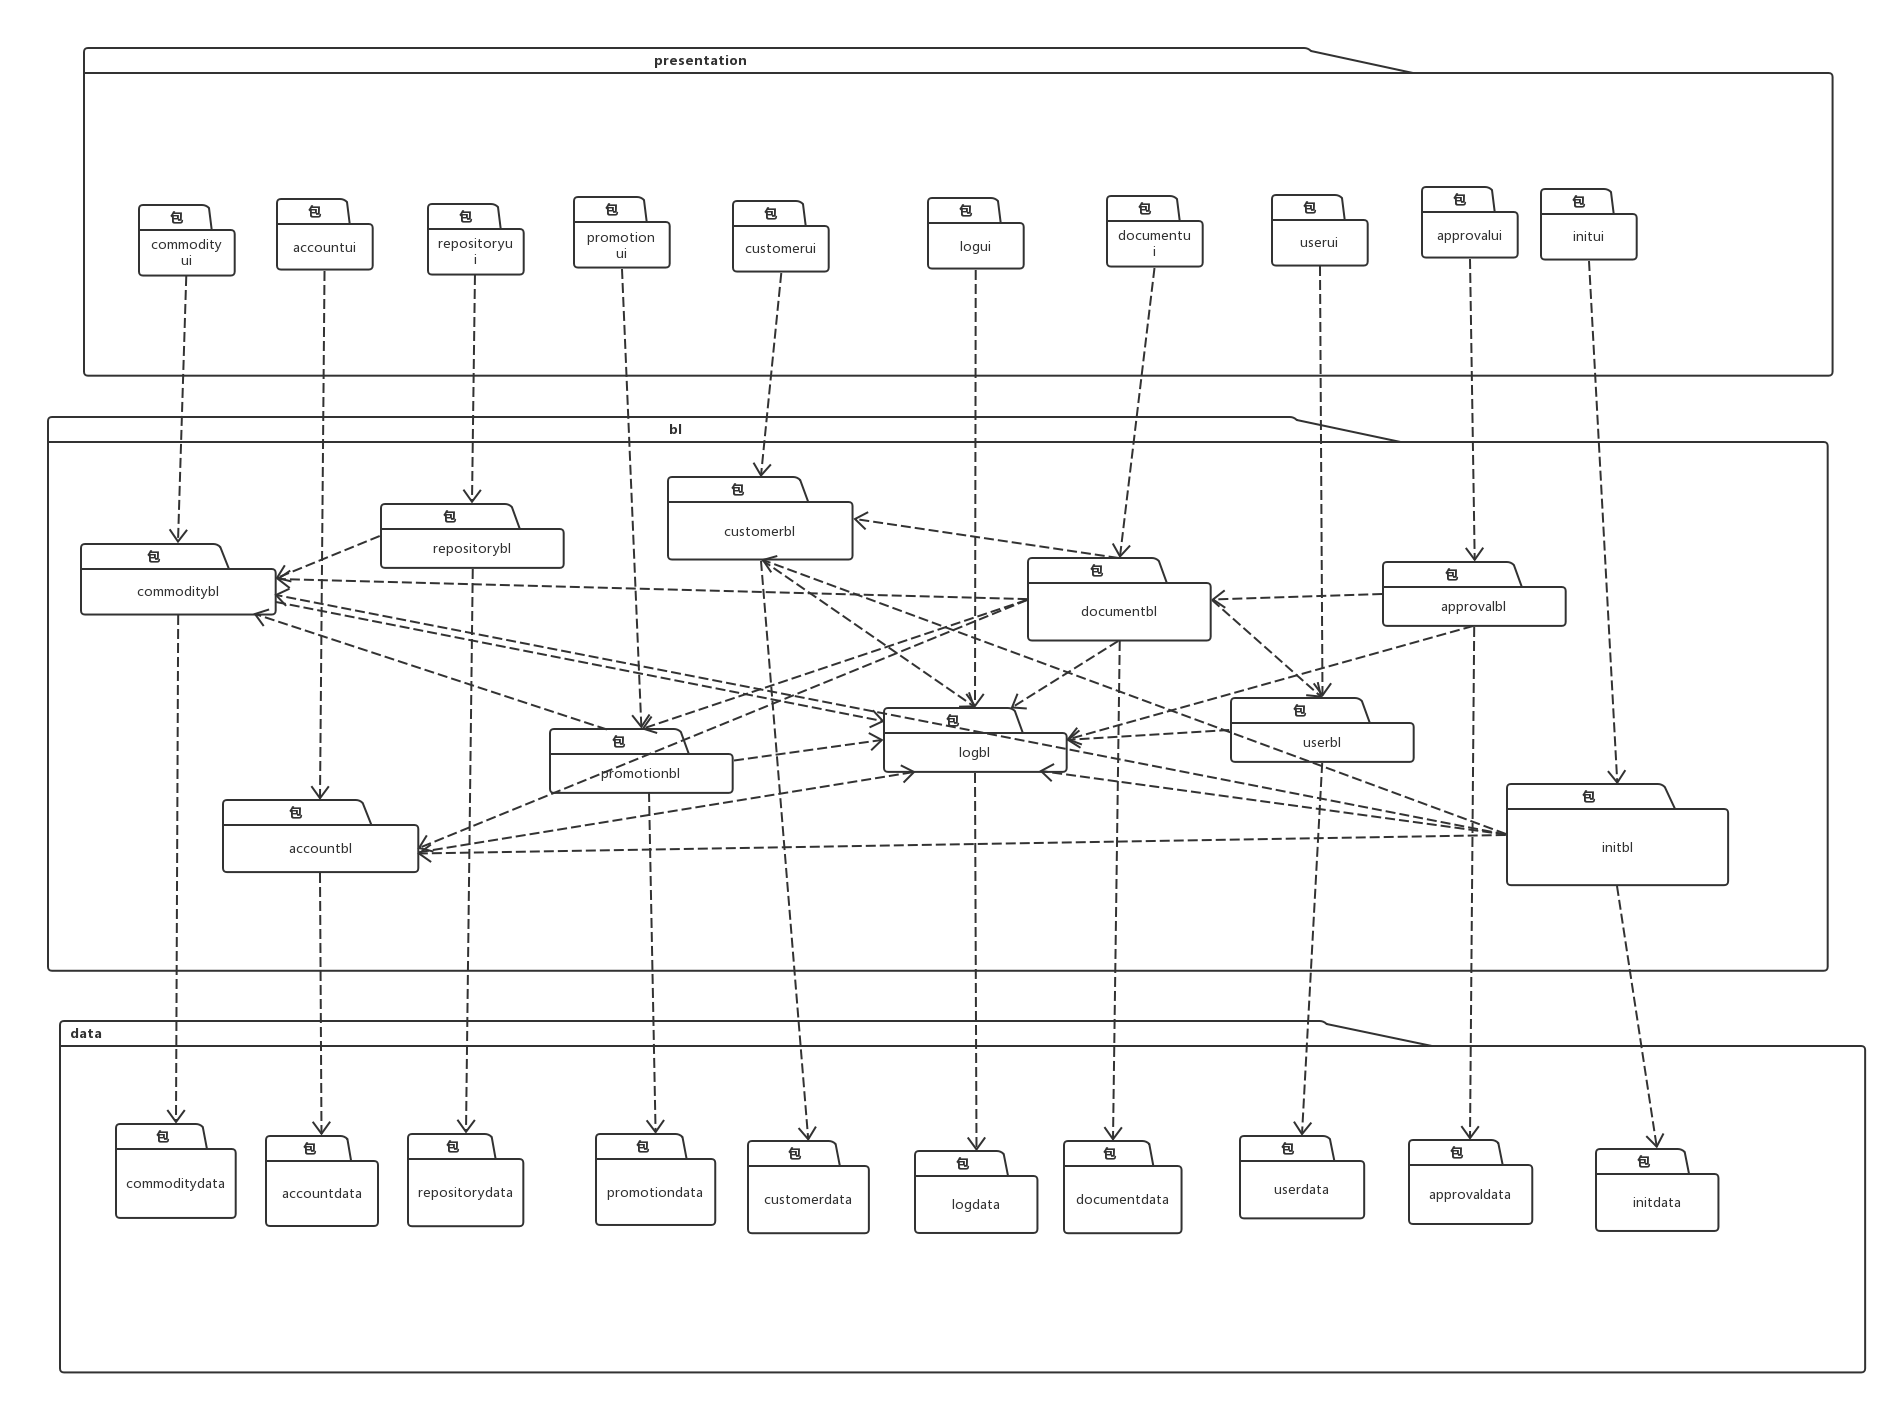 presentation
包
commodity
ui
包
accountui
包
repositoryu
i
包
promotion
ui
包
customerui
包
logui
包
documentu
i
包
userui
包
approvalui
包
initui
bl
包
commoditybl
包
repositorybl
包
customerbl
包
documentbl
包
approvalbl
包
accountbl
包
promotionbl
包
logbl
包
userbl
包
initbl
data
包
commoditydata
包
accountdata
包
repositorydata
包
promotiondata
包
customerdata
包
logdata
包
documentdata
包
userdata
包
approvaldata
包
initdata